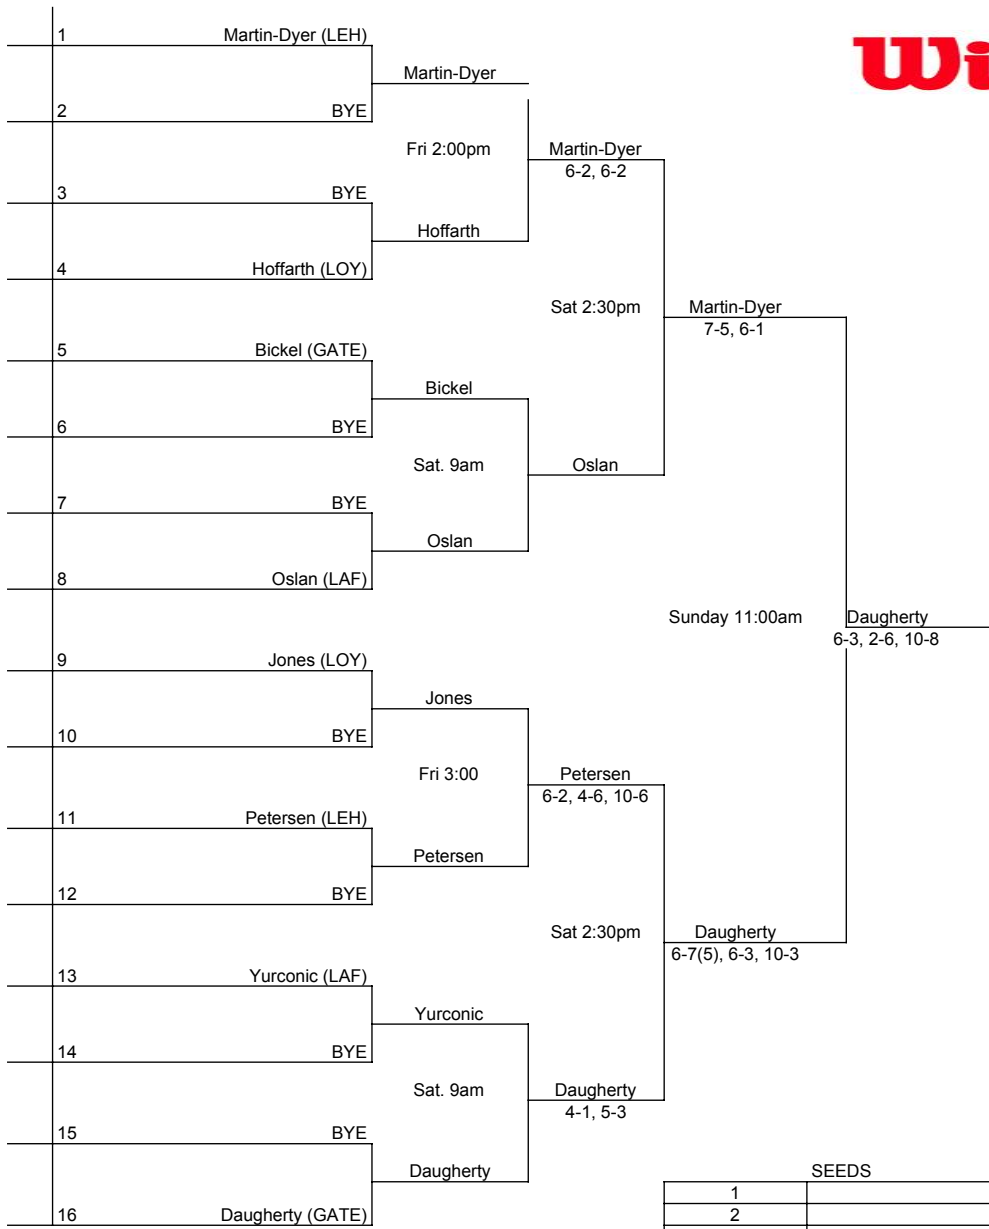 1 Martin-Dyer (LEH)
Martin-Dyer
2 BYE
Fri 2:00pm
Martin-Dyer
6-2, 6-2
3 BYE
Hoffarth
4 Hoffarth (LOY)
Sat 2:30pm
Martin-Dyer
7-5, 6-1
5 Bickel (GATE)
Bickel
6 BYE
Sat. 9am
Oslan
7 BYE
Oslan
8 Oslan (LAF)
Sunday 11:00am
Daugherty
6-3, 2-6, 10-8
9 Jones (LOY)
Jones
10 BYE
Fri 3:00
Petersen
6-2, 4-6, 10-6
11 Petersen (LEH)
Petersen
12 BYE
Sat 2:30pm
Daugherty
6-7(5), 6-3, 10-3
13 Yurconic (LAF)
Yurconic
14 BYE
Sat. 9am
Daugherty
4-1, 5-3
15 BYE
Daugherty
16 Daugherty (GATE)
SEEDS
1
2